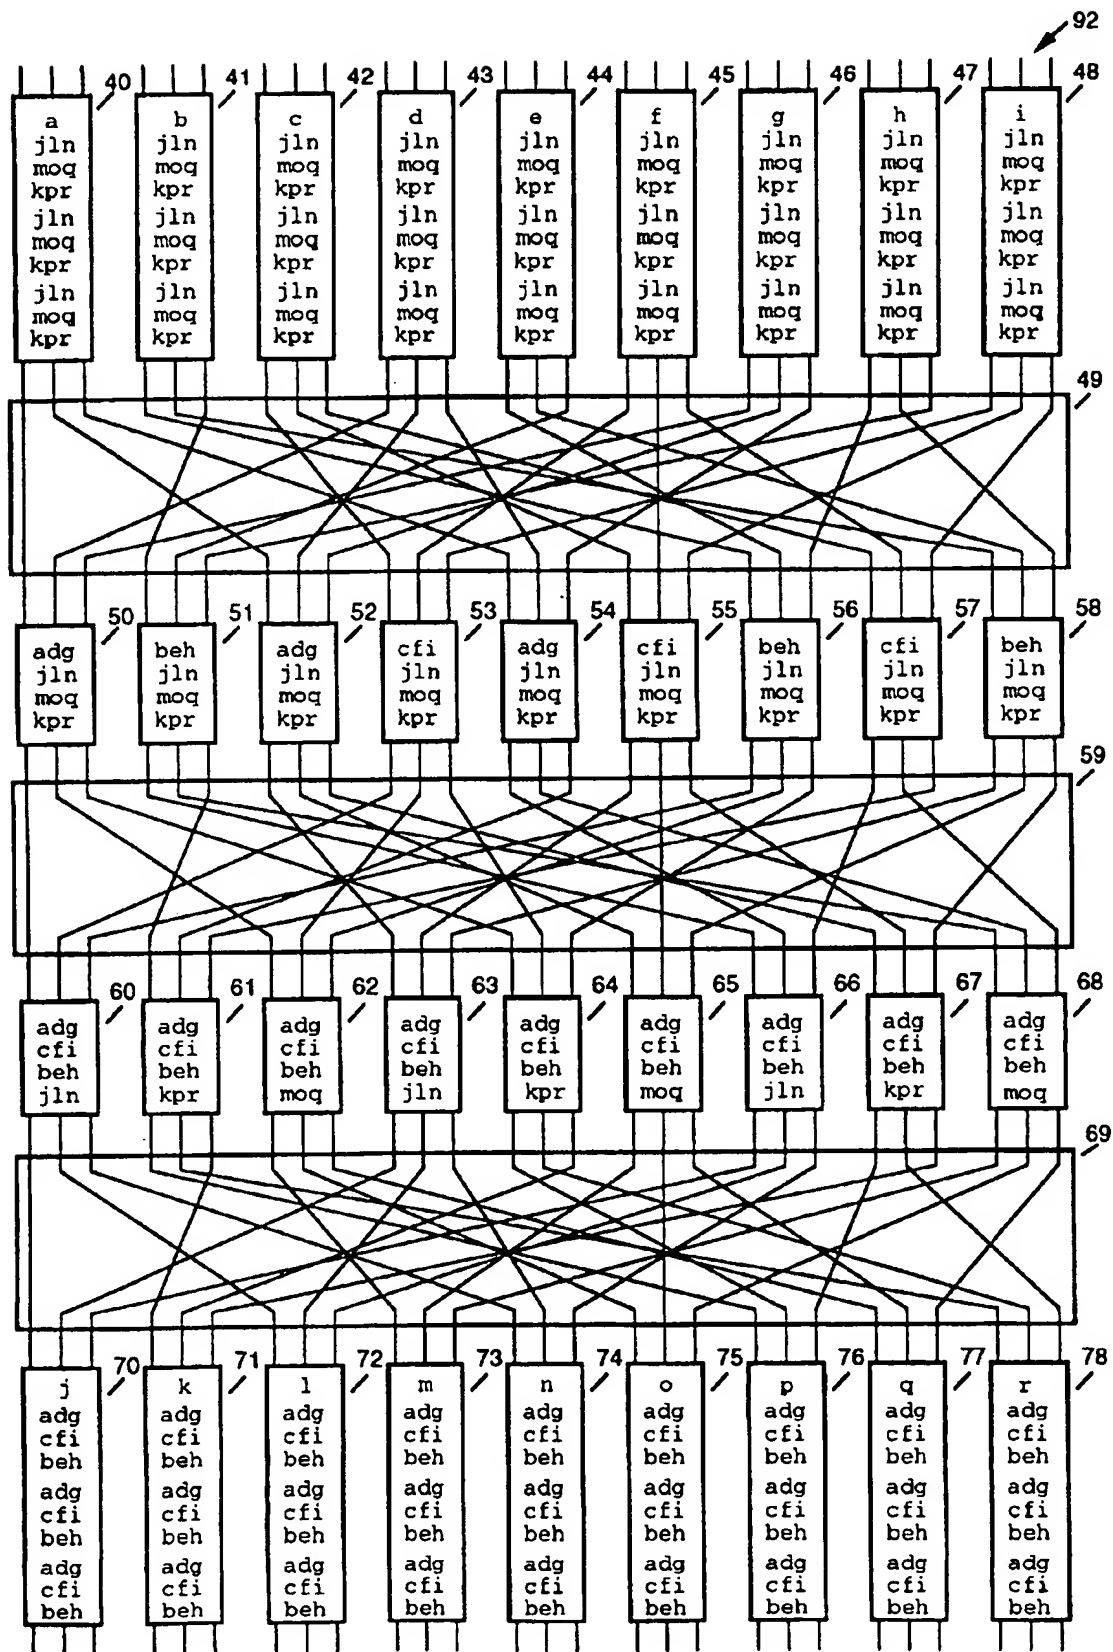 92
40 41 42 43 44 45 46 47 48
a b c d e f g h i
jln jln jln jln jln jln jln jln jln
moq moq moq moq moq moq moq moq moq
kpr kpr kpr kpr kpr kpr kpr kpr kpr
jln jln jln jln jln jln jln jln jln
moq moq moq moq moq moq moq moq moq
kpr kpr kpr kpr kpr kpr kpr kpr kpr
jln jln jln jln jln jln jln jln jln
moq moq moq moq moq moq moq moq moq
kpr kpr kpr kpr kpr kpr kpr kpr kpr
49
50 51 52 53 54 55 56 57 58
adg beh adg cfi adg cfi beh cfi beh
jln jln jln jln jln jln jln jln jln
moq moq moq moq moq moq moq moq moq
kpr kpr kpr kpr kpr kpr kpr kpr kpr
59
60 61 62 63 64 65 66 67 68
adg adg adg adg adg adg adg adg adg
cfi cfi cfi cfi cfi cfi cfi cfi cfi
beh beh beh beh beh beh beh beh beh
jln kpr moq jln kpr moq jln kpr moq
69
70 71 72 73 74 75 76 77 78
j k l m n o p q r
adg adg adg adg adg adg adg adg adg
cfi cfi cfi cfi cfi cfi cfi cfi cfi
beh beh beh beh beh beh beh beh beh
adg adg adg adg adg adg adg adg adg
cfi cfi cfi cfi cfi cfi cfi cfi cfi
beh beh beh beh beh beh beh beh beh
adg adg adg adg adg adg adg adg adg
cfi cfi cfi cfi cfi cfi cfi cfi cfi
beh beh beh beh beh beh beh beh beh